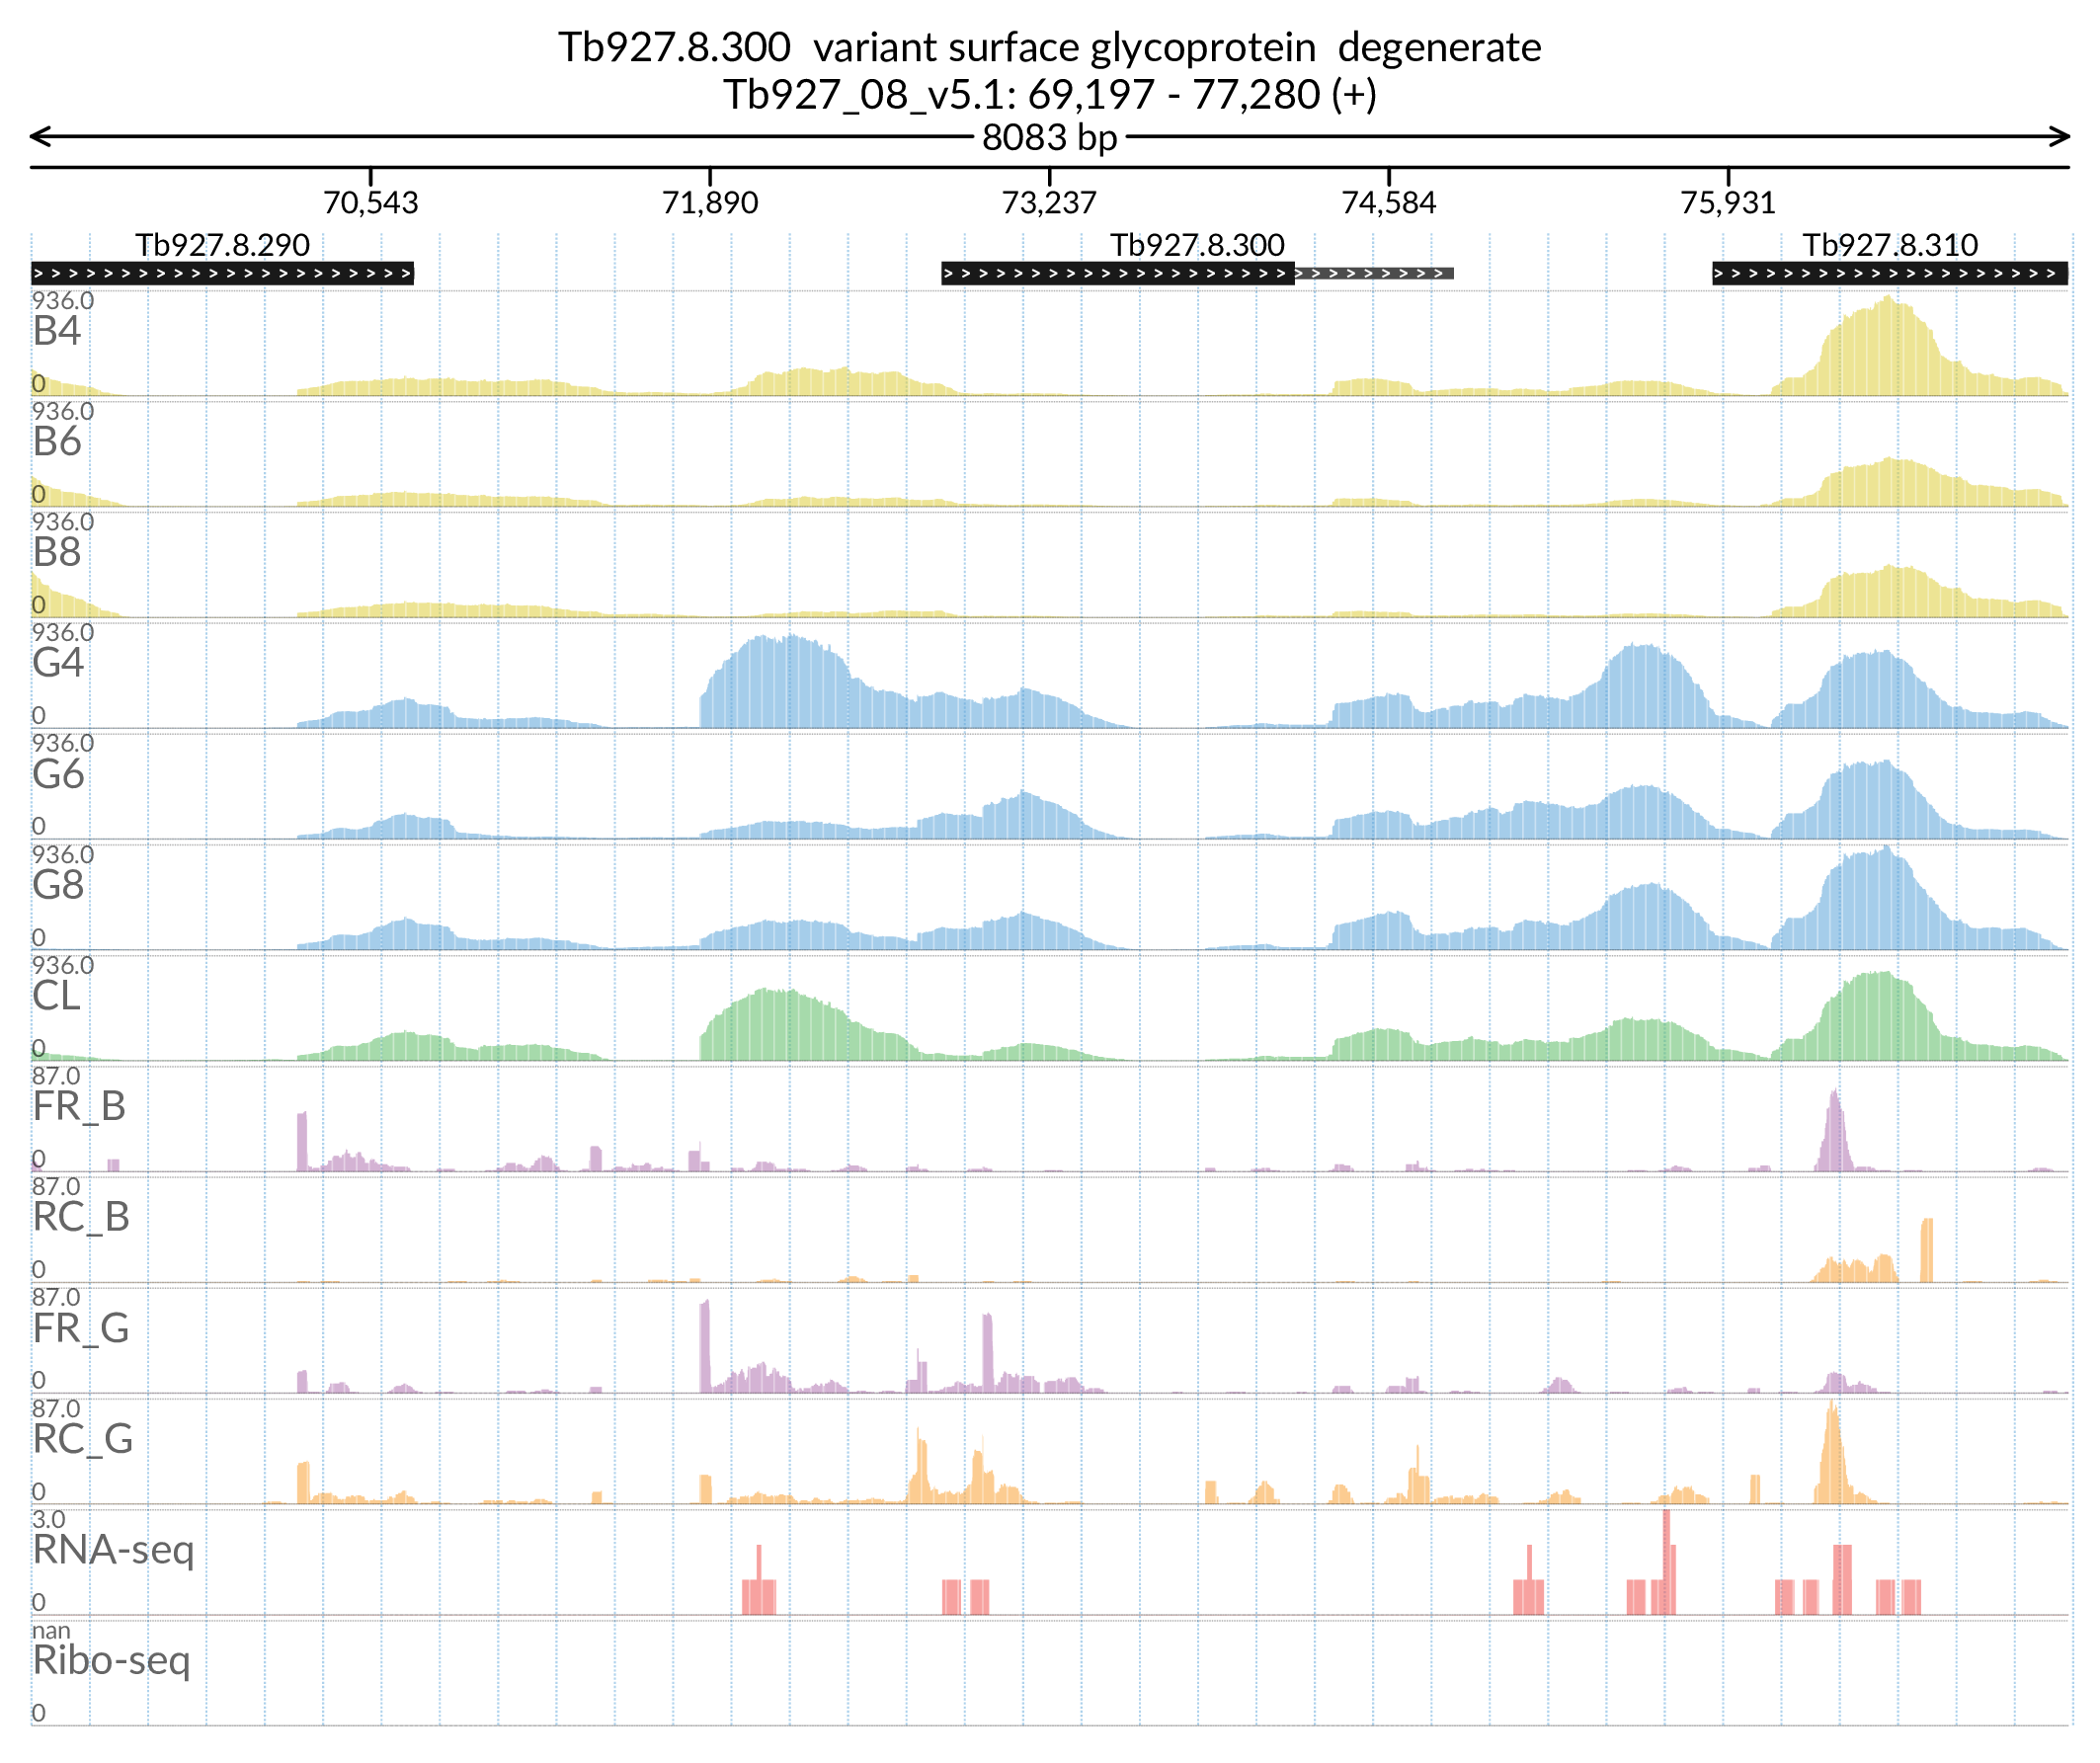 Tb927.8.300 variant surface glycoprotein degenerate
Tb927_08_v5.1: 69,197 - 77,280 (+)
8083 bp
70,543 71,890 73,237 74,584 75,931
Tb927.8.290 Tb927.8.300 Tb927.8.310
936.0
B4
0
936.0
B6
0
936.0
B8
0
936.0
G4
0
936.0
G6
0
936.0
G8
0
936.0
CL
0
87.0
FR_B
0
87.0
RC_B
0
87.0
FR_G
0
87.0
RC_G
0
3.0
RNA-seq
0
nan
Ribo-seq
0